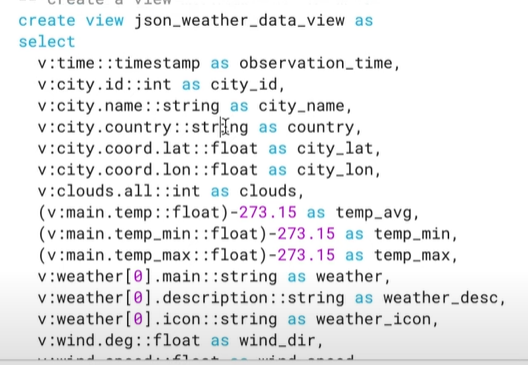 create view json_weather_data_view as
select
v:time::timestamp as observation_time,
v:city.id::int as city_id,
v:city.name::string as city_name,
v:city.country::string as country,
v:city.coord.lat::float as city_lat,
v:city.coord.lon::float as city_lon,
v:clouds.all::int as clouds,
(v:main.temp::float)-273.15 as temp_avg,
(v:main.temp_min::float)-273.15 as temp_min,
(v:main.temp_max::float)-273.15 as temp_max,
v:weather[0].main::string as weather,
v:weather[0].description::string as weather_desc,
v:weather[0].icon::string as weather_icon,
v:wind.deg::float as wind_dir,